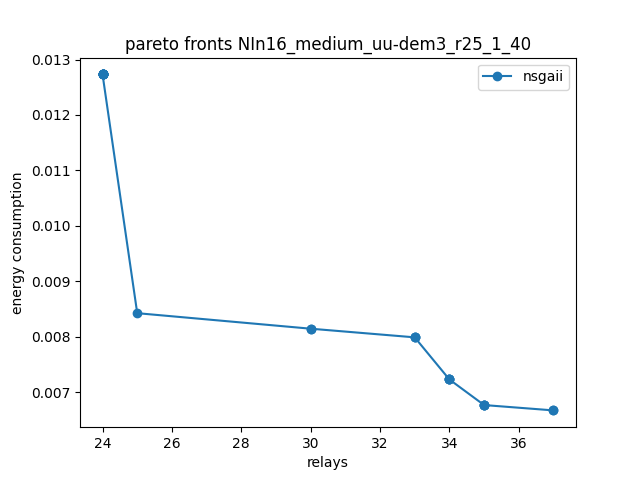 pareto fronts NIn16_medium_uu-dem3_r25_1_40
nsgaii
0.013
0.012
0.011
0.010
0.009
0.008
0.007
energy consumption
24 26 28 30 32 34 36
relays